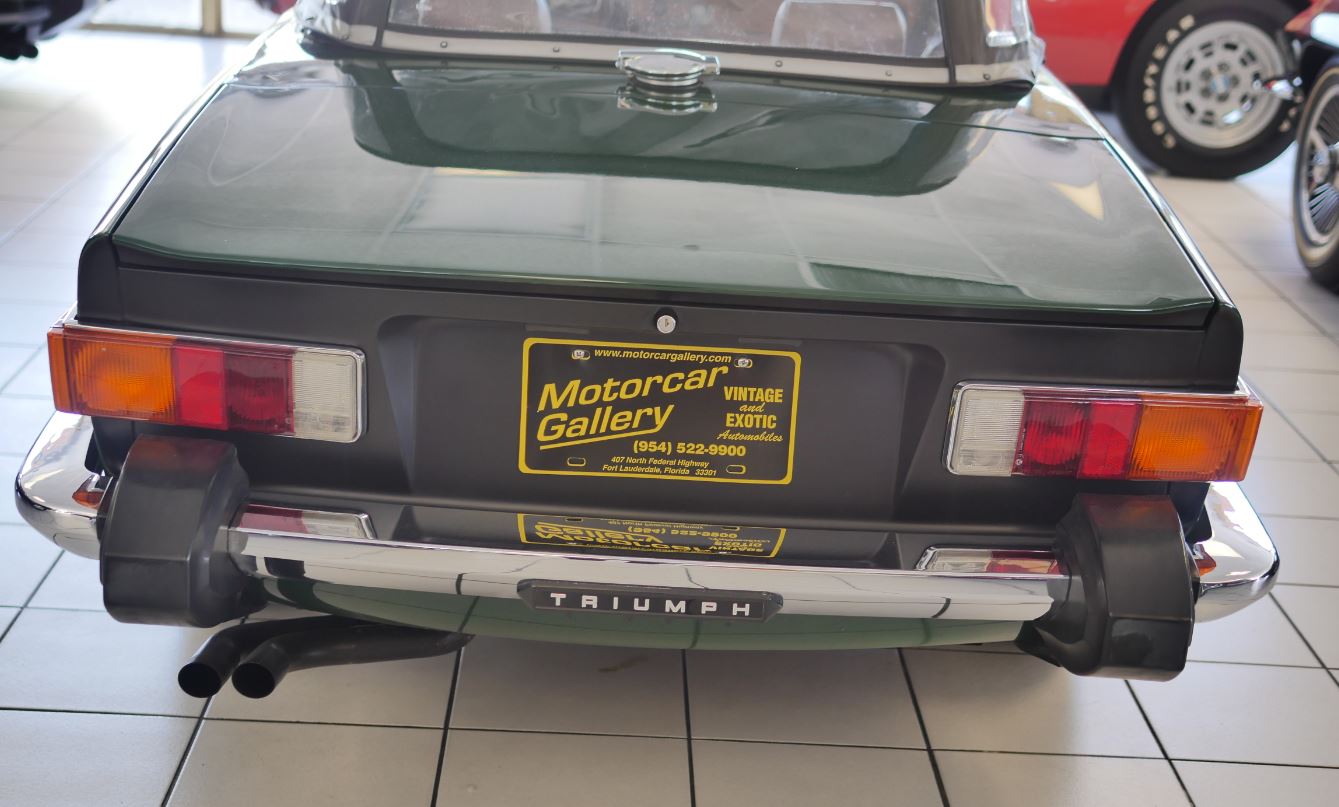 www.motorcargallery.com
Motorcar
Gallery
VINTAGE
and
EXOTIC
Automobiles
(954) 522-9900
407 North Federal Highway
Fort Lauderdale, Florida 33301
TRIUMPH